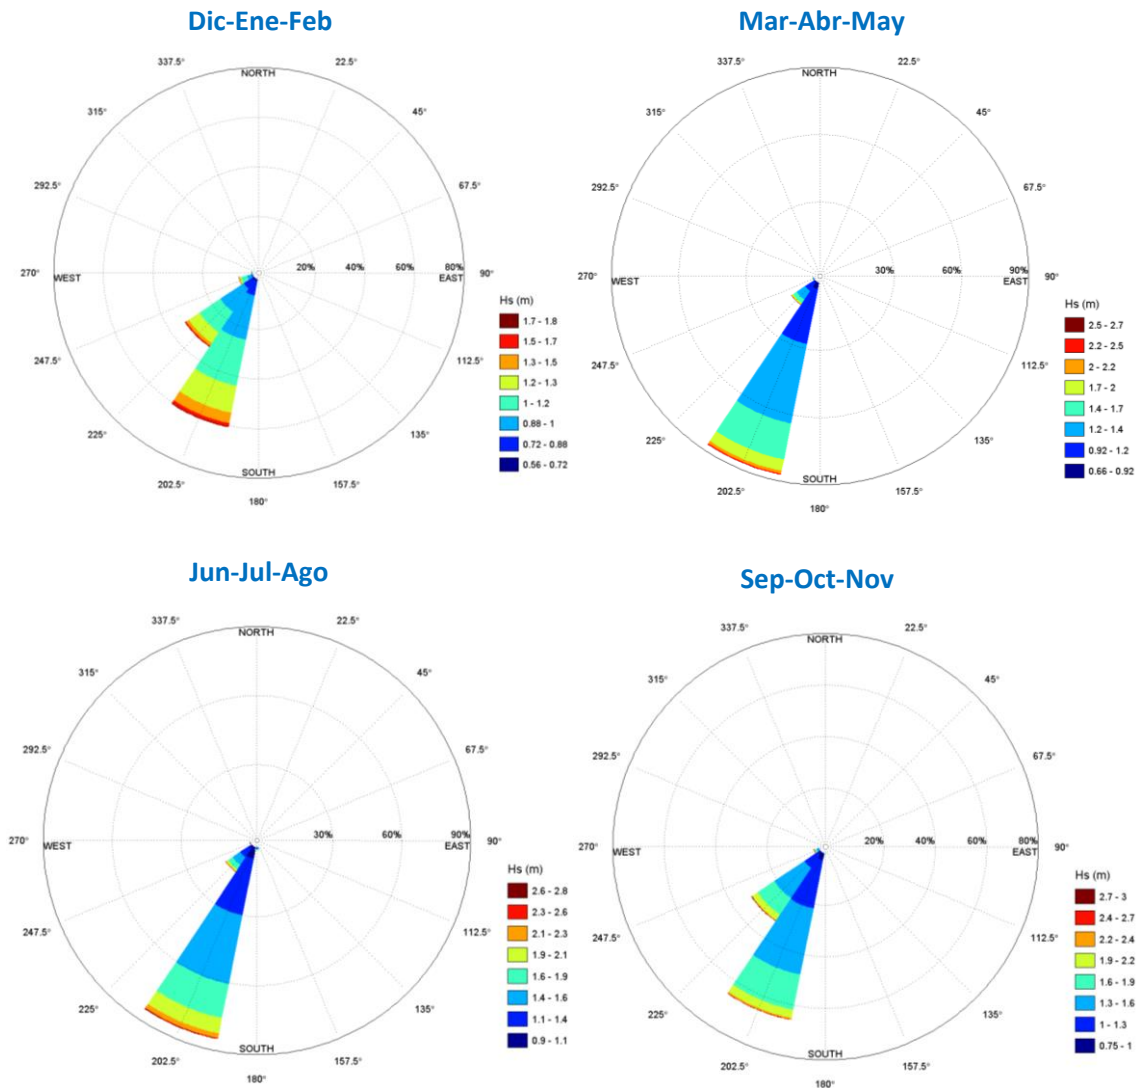 Dic-Ene-Feb
337.5°
22.5°
NORTH
315°
45°
292.5°
67.5°
20%
40%
60%
80%
270°
WEST
EAST
90°
Hs (m)
1.7 - 1.8
1.5 - 1.7
1.3 - 1.5
1.2 - 1.3
1 - 1.2
0.88 - 1
0.72 - 0.88
0.56 - 0.72
247.5°
112.5°
225°
135°
SOUTH
202.5°
157.5°
180°
Mar-Abr-May
337.5°
22.5°
NORTH
315°
45°
292.5°
67.5°
30%
60%
90%
270°
WEST
EAST
90°
Hs (m)
2.5 - 2.7
2.2 - 2.5
2 - 2.2
1.7 - 2
1.4 - 1.7
1.2 - 1.4
0.92 - 1.2
0.66 - 0.92
247.5°
112.5°
225°
135°
SOUTH
202.5°
157.5°
180°
Jun-Jul-Ago
337.5°
22.5°
NORTH
315°
45°
292.5°
67.5°
30%
60%
90%
270°
WEST
EAST
90°
Hs (m)
2.6 - 2.8
2.3 - 2.6
2.1 - 2.3
1.9 - 2.1
1.6 - 1.9
1.4 - 1.6
1.1 - 1.4
0.9 - 1.1
247.5°
112.5°
225°
135°
SOUTH
202.5°
157.5°
180°
Sep-Oct-Nov
337.5°
22.5°
NORTH
315°
45°
292.5°
67.5°
20%
40%
60%
80%
270°
WEST
EAST
90°
Hs (m)
2.7 - 3
2.4 - 2.7
2.2 - 2.4
1.9 - 2.2
1.6 - 1.9
1.3 - 1.6
1 - 1.3
0.75 - 1
247.5°
112.5°
225°
135°
SOUTH
202.5°
157.5°
180°